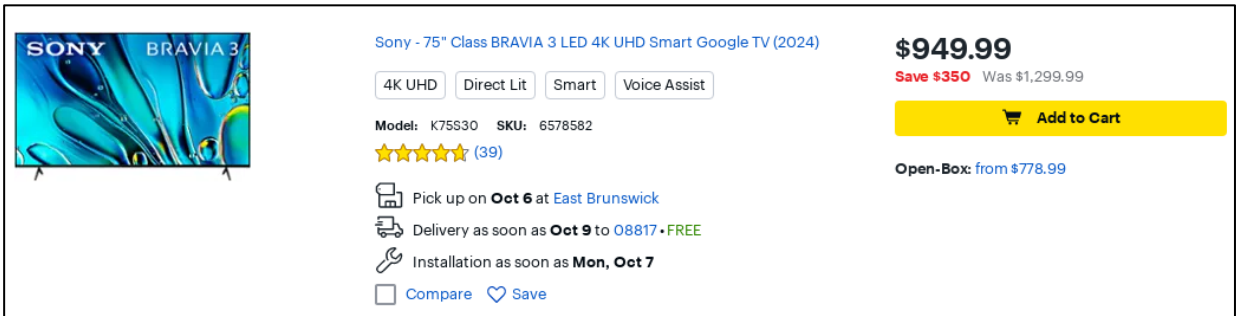 SONY BRAVIA 3
Sony - 75" Class BRAVIA 3 LED 4K UHD Smart Google TV (2024)
4K UHD Direct Lit Smart Voice Assist
Model: K75S30 SKU: 6578582
(39)
Pick up on Oct 6 at East Brunswick
Delivery as soon as Oct 9 to 08817 • FREE
Installation as soon as Mon, Oct 7
Compare Save
$949.99
Save $350 Was $1,299.99
Add to Cart
Open-Box: from $778.99